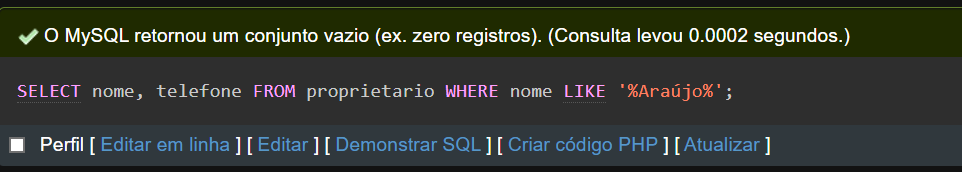 O MySQL retornou um conjunto vazio (ex. zero registros). (Consulta levou 0.0002 segundos.)
SELECT nome, telefone FROM proprietario WHERE nome LIKE '%Araújo%';
Perfil [ Editar em linha ] [ Editar ] [ Demonstrar SQL ] [ Criar código PHP ] [ Atualizar ]